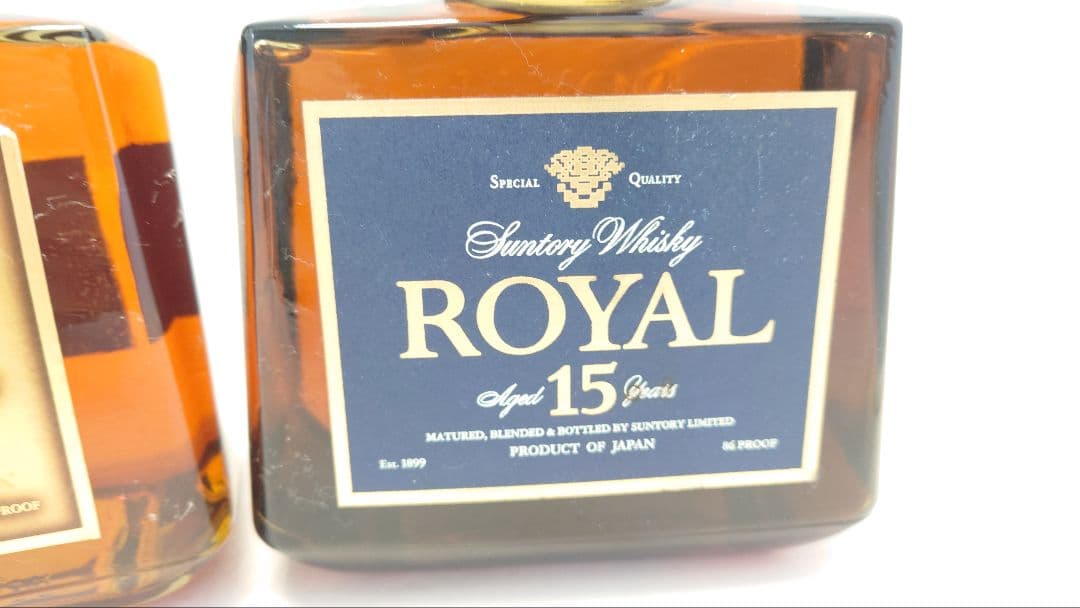 SPECIAL QUALITY
Suntory Whisky
ROYAL
Aged 15 Years
MATURED, BLENDED & BOTTLED BY SUNTORY LIMITED
PRODUCT OF JAPAN
Est. 1899
86 PROOF